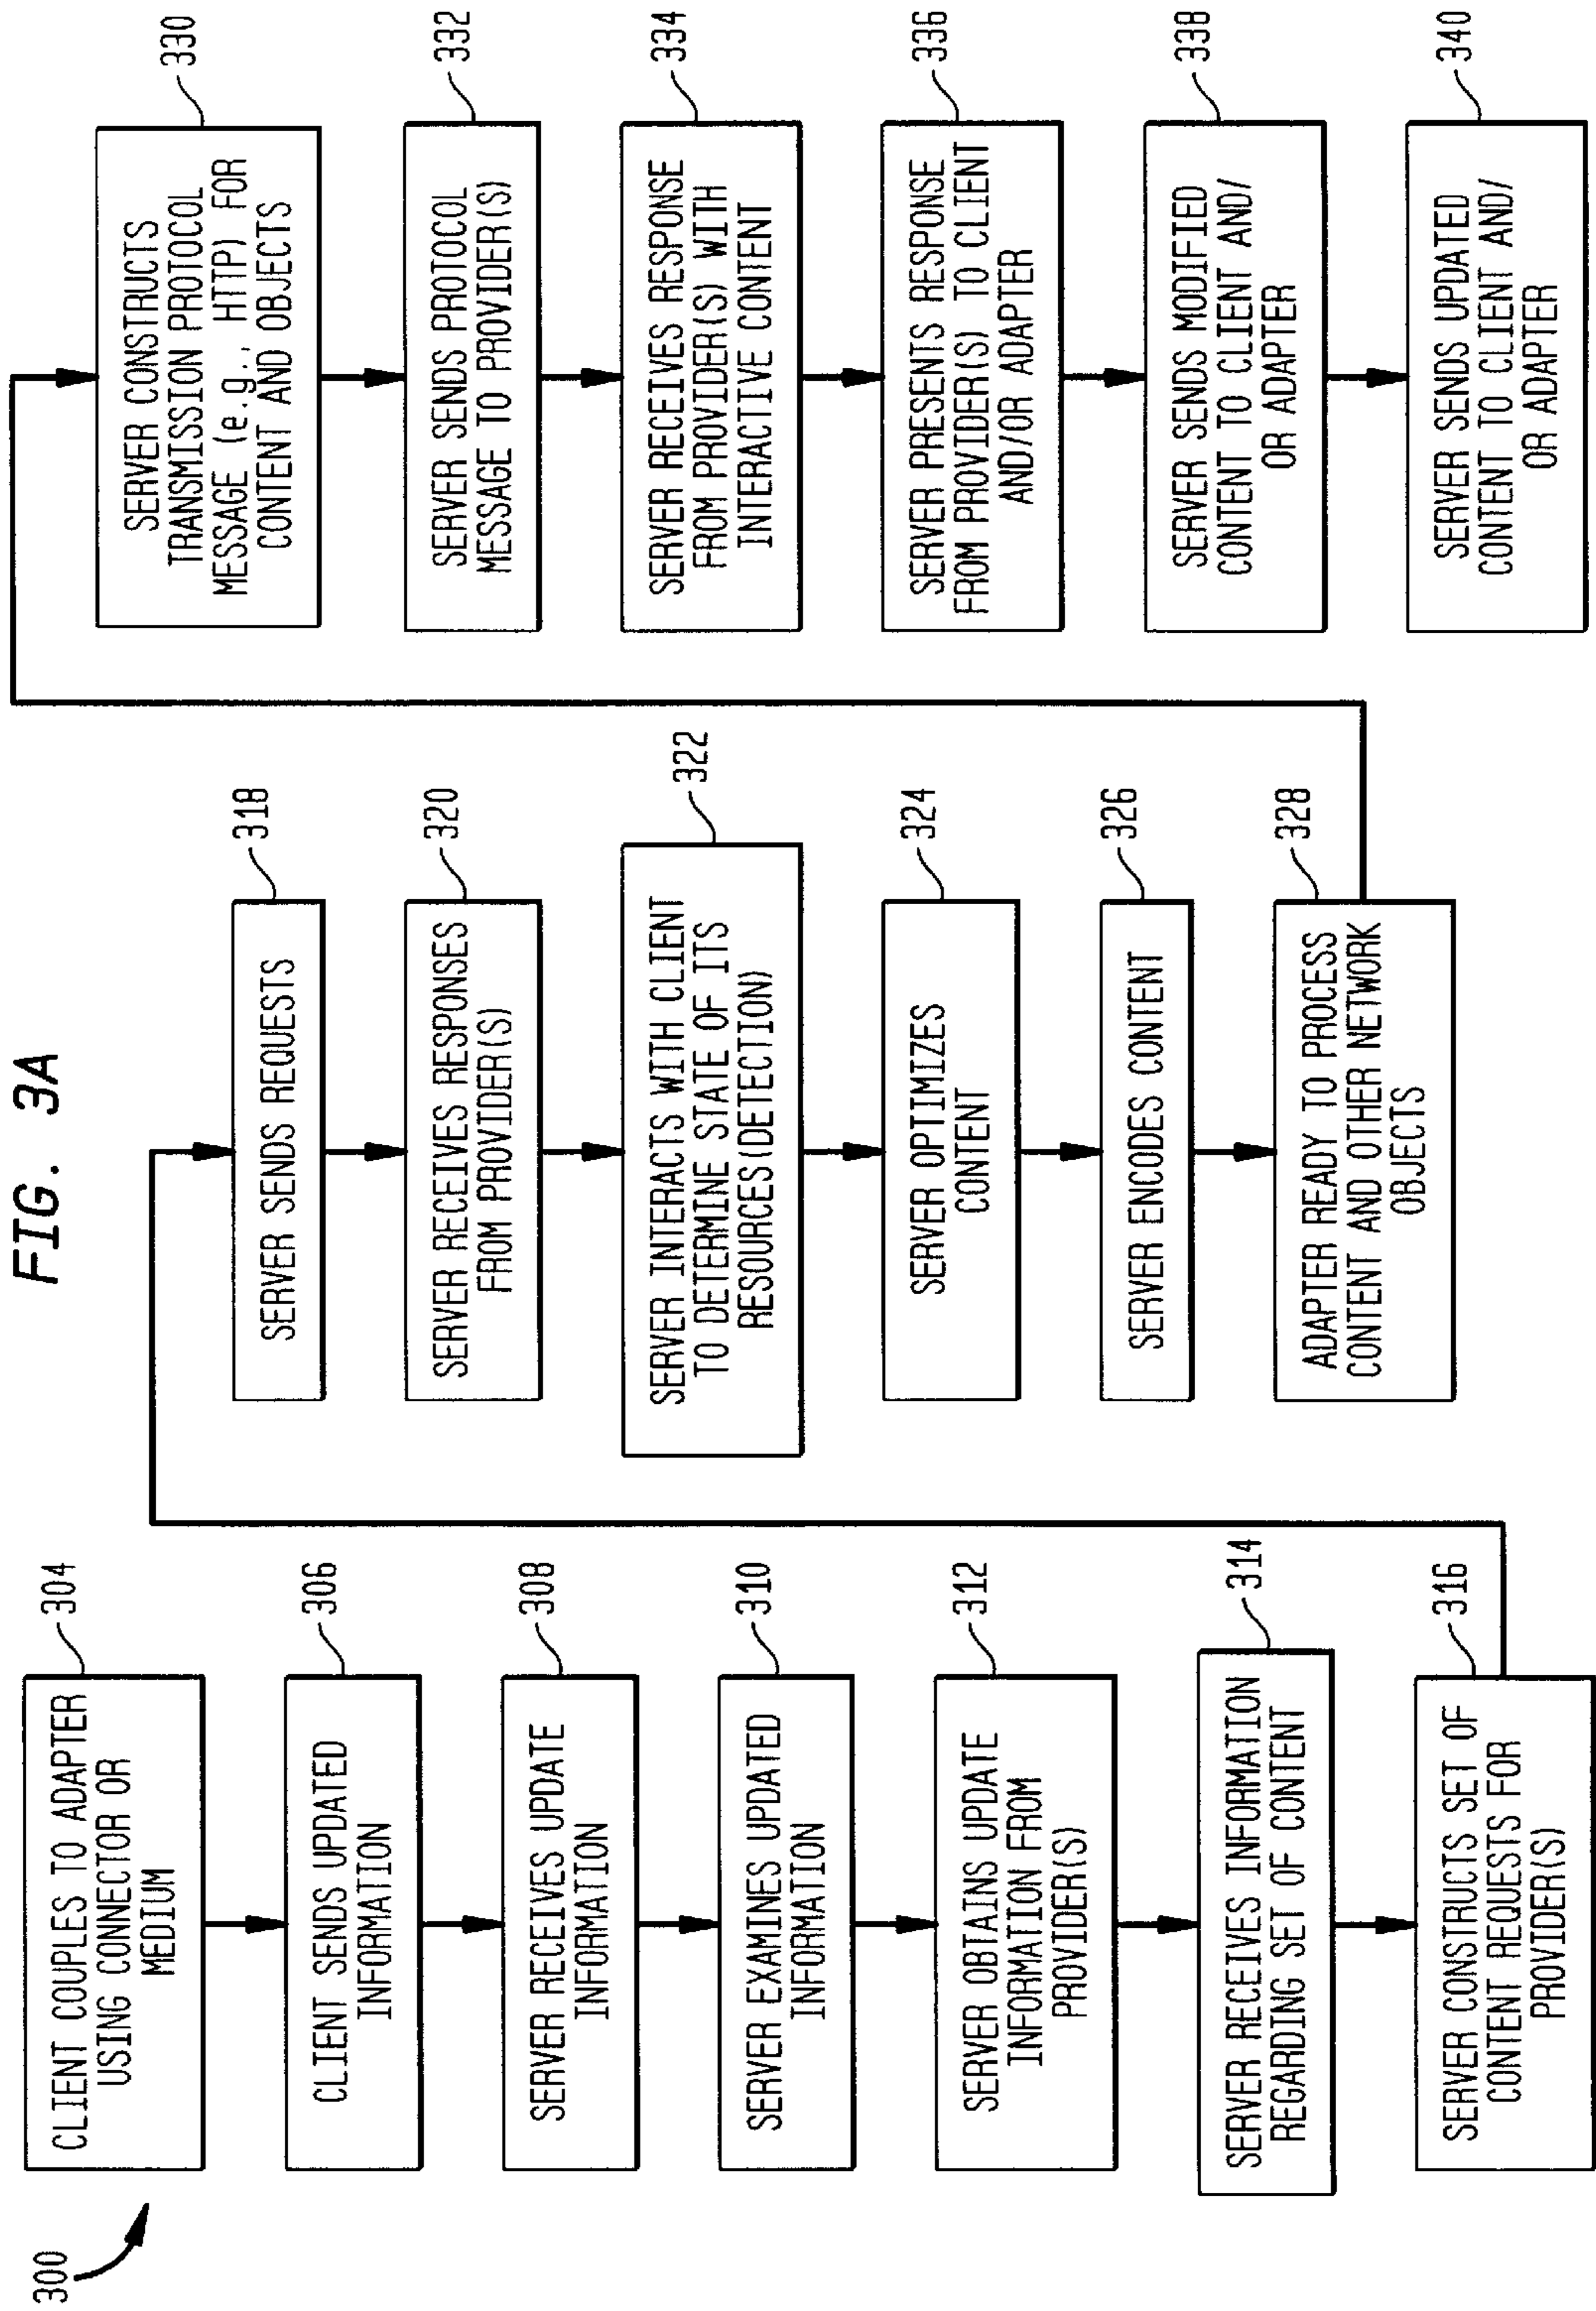 FIG. 3A
300
CLIENT COUPLES TO ADAPTER
USING CONNECTOR OR
MEDIUM
304
CLIENT SENDS UPDATED
INFORMATION
306
SERVER RECEIVES UPDATE
INFORMATION
308
SERVER EXAMINES UPDATED
INFORMATION
310
SERVER OBTAINS UPDATE
INFORMATION FROM
PROVIDER(S)
312
SERVER RECEIVES INFORMATION
REGARDING SET OF CONTENT
314
SERVER CONSTRUCTS SET OF
CONTENT REQUESTS FOR
PROVIDER(S)
316
SERVER SENDS REQUESTS
318
SERVER RECEIVES RESPONSES
FROM PROVIDER(S)
320
SERVER INTERACTS WITH CLIENT
TO DETERMINE STATE OF ITS
RESOURCES(DETECTION)
322
SERVER OPTIMIZES
CONTENT
324
SERVER ENCODES CONTENT
326
ADAPTER READY TO PROCESS
CONTENT AND OTHER NETWORK
OBJECTS
328
SERVER CONSTRUCTS
TRANSMISSION PROTOCOL
MESSAGE (e.g., HTTP) FOR
CONTENT AND OBJECTS
330
SERVER SENDS PROTOCOL
MESSAGE TO PROVIDER(S)
332
SERVER RECEIVES RESPONSE
FROM PROVIDER(S) WITH
INTERACTIVE CONTENT
334
SERVER PRESENTS RESPONSE
FROM PROVIDER(S) TO CLIENT
AND/OR ADAPTER
336
SERVER SENDS MODIFIED
CONTENT TO CLIENT AND/
OR ADAPTER
338
SERVER SENDS UPDATED
CONTENT TO CLIENT AND/
OR ADAPTER
340